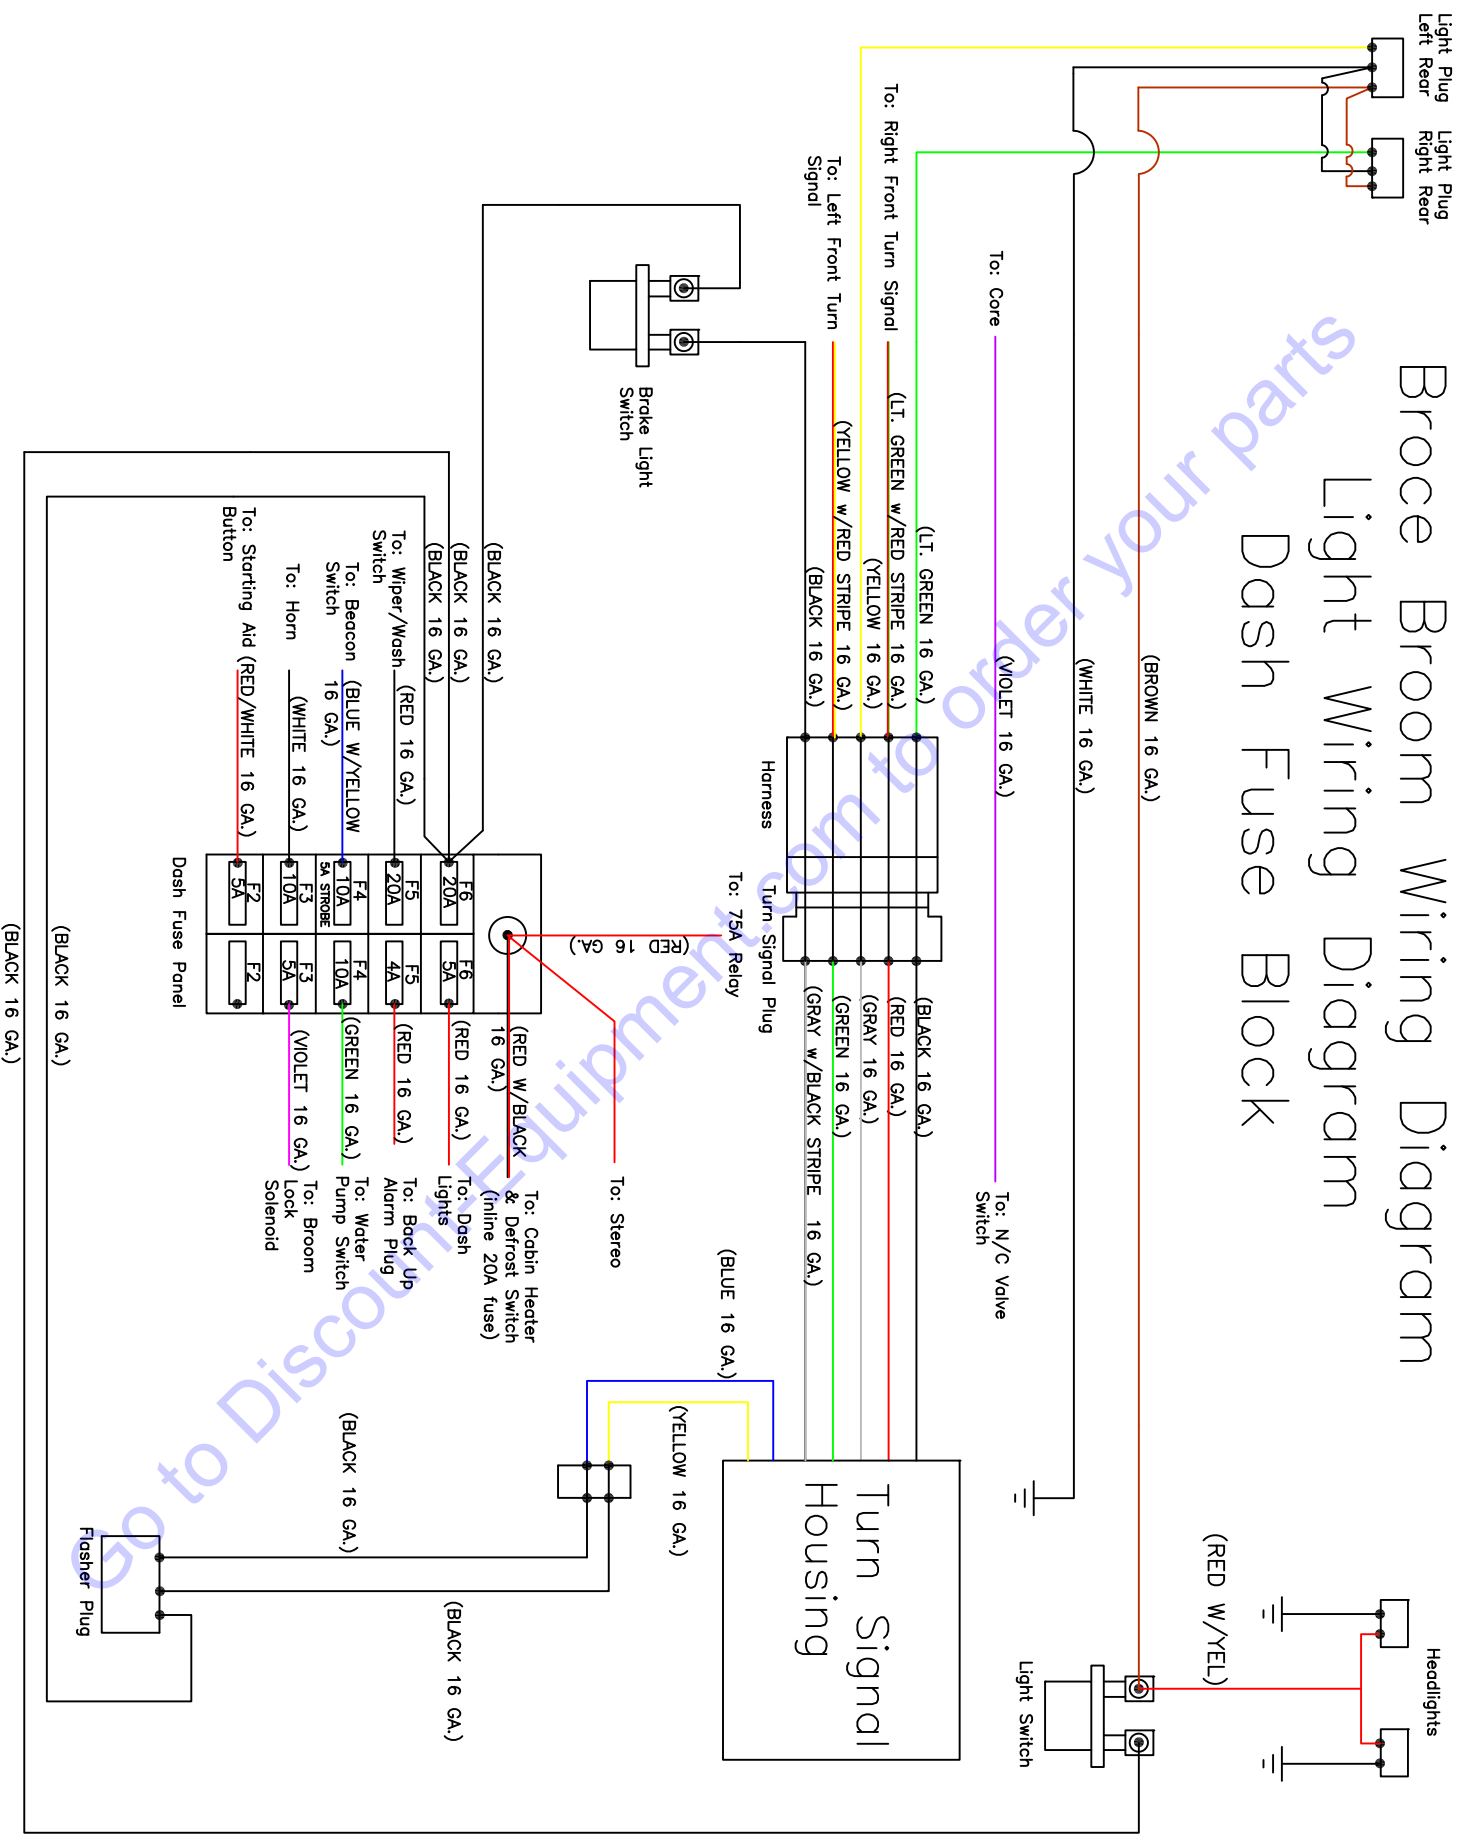 Broce Broom Wiring Diagram
Light Wiring Diagram
Dash Fuse Block
Light Plug
Left Rear
Light Plug
Right Rear
Headlights
(RED W/YEL)
(BROWN 16 GA.)
(WHITE 16 GA.)
Light Switch
To: Core
(VIOLET 16 GA.)
To: N/C Valve
Switch
To: Right Front Turn Signal
(LT. GREEN 16 GA.)
(LT. GREEN w/RED STRIPE 16 GA.)
(YELLOW 16 GA.)
To: Left Front Turn
Signal
(YELLOW w/RED STRIPE 16 GA.)
(BLACK 16 GA.)
Harness
Turn Signal Plug
(BLACK 16 GA.)
(RED 16 GA.)
(GRAY 16 GA.)
(GREEN 16 GA.)
(GRAY w/BLACK STRIPE 16 GA.)
Turn Signal
Housing
(BLUE 16 GA.)
(YELLOW 16 GA.)
Brake Light
Switch
To: 75A Relay
(RED 16 GA.)
To: Stereo
(RED W/BLACK
16 GA.)
To: Cabin Heater
& Defrost Switch
(inline 20A fuse)
(BLACK 16 GA.)
(BLACK 16 GA.)
(BLACK 16 GA.)
F6
20A
F6
5A
(RED 16 GA.)
To: Dash
Lights
To: Wiper/Wash
Switch
(RED 16 GA.)
F5
20A
F5
4A
(RED 16 GA.)
To: Back Up
Alarm Plug
To: Beacon
Switch
(BLUE W/YELLOW
16 GA.)
F4
10A
5A STROBE
F4
10A
(GREEN 16 GA.)
To: Water
Pump Switch
To: Horn
(WHITE 16 GA.)
F3
10A
F3
5A
(VIOLET 16 GA.)
To: Broom
Lock
Solenoid
To: Starting Aid
Button
(RED/WHITE 16 GA.)
F2
5A
F2
Dash Fuse Panel
(BLACK 16 GA.)
(BLACK 16 GA.)
Flasher Plug
(BLACK 16 GA.)
(BLACK 16 GA.)
Go to Discount-Equipment.com to order your parts